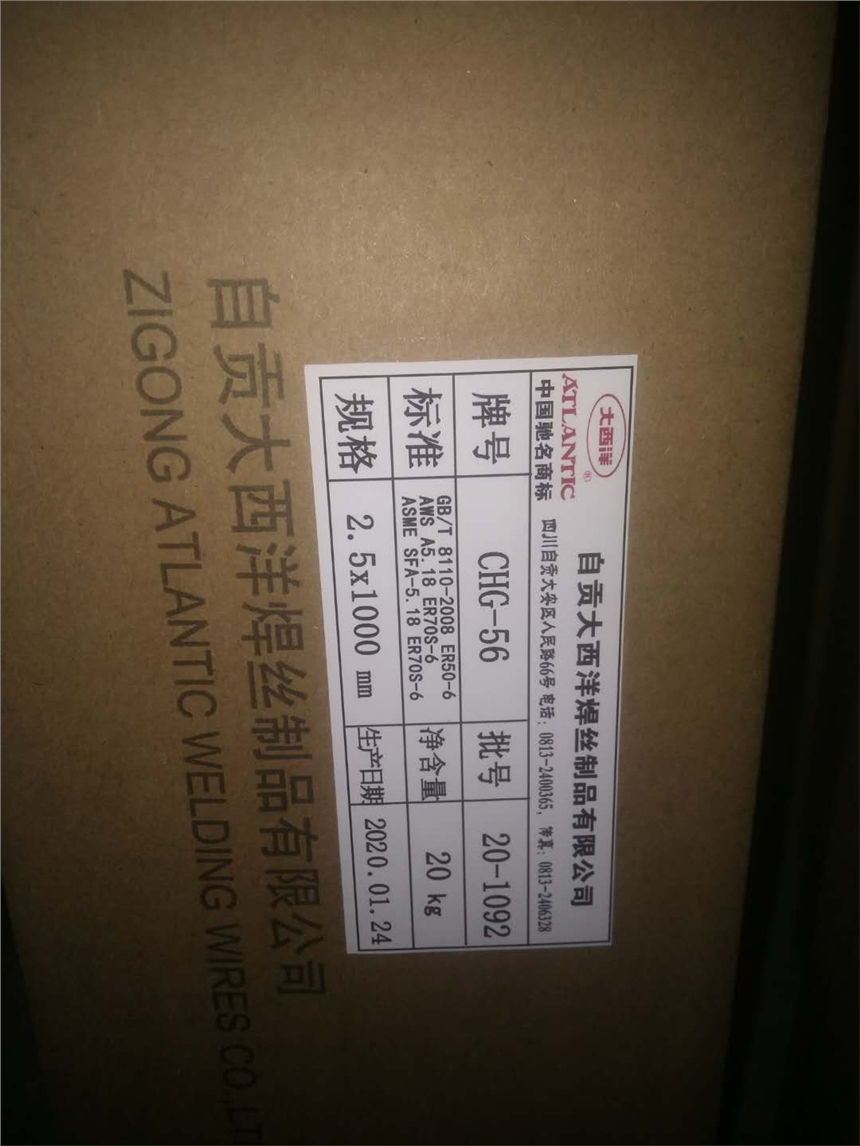 大西洋
ATLANTIC®
中国驰名商标
自贡大西洋焊丝制品有限公司
四川自贡大安区人民路66号 电话: 0813-2400365, 传真: 0813-2406328
牌号 CHG-56 批号 20-1092
标准 GB/T 8110-2008 ER50-6
AWS A5.18 ER70S-6
ASME SFA-5.18 ER70S-6
净含量 20 kg
规格 2.5x1000 mm 生产日期 2020.01.24
自贡大西洋焊丝制品有限公司
ZIGONG ATLANTIC WELDING WIRES CO.,LT